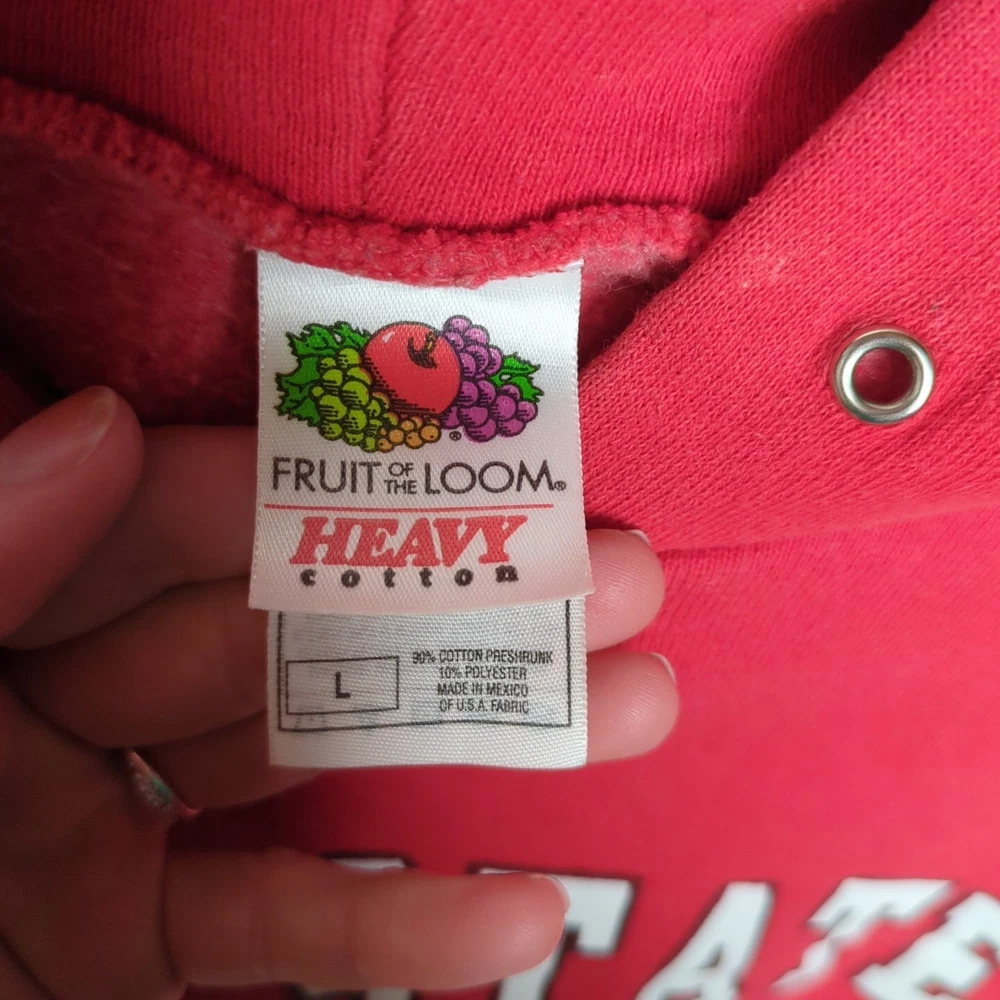 FRUIT OF THE LOOM®
HEAVY
cotton
L
90% COTTON PRESHRUNK
10% POLYESTER
MADE IN MEXICO
OF U.S.A. FABRIC